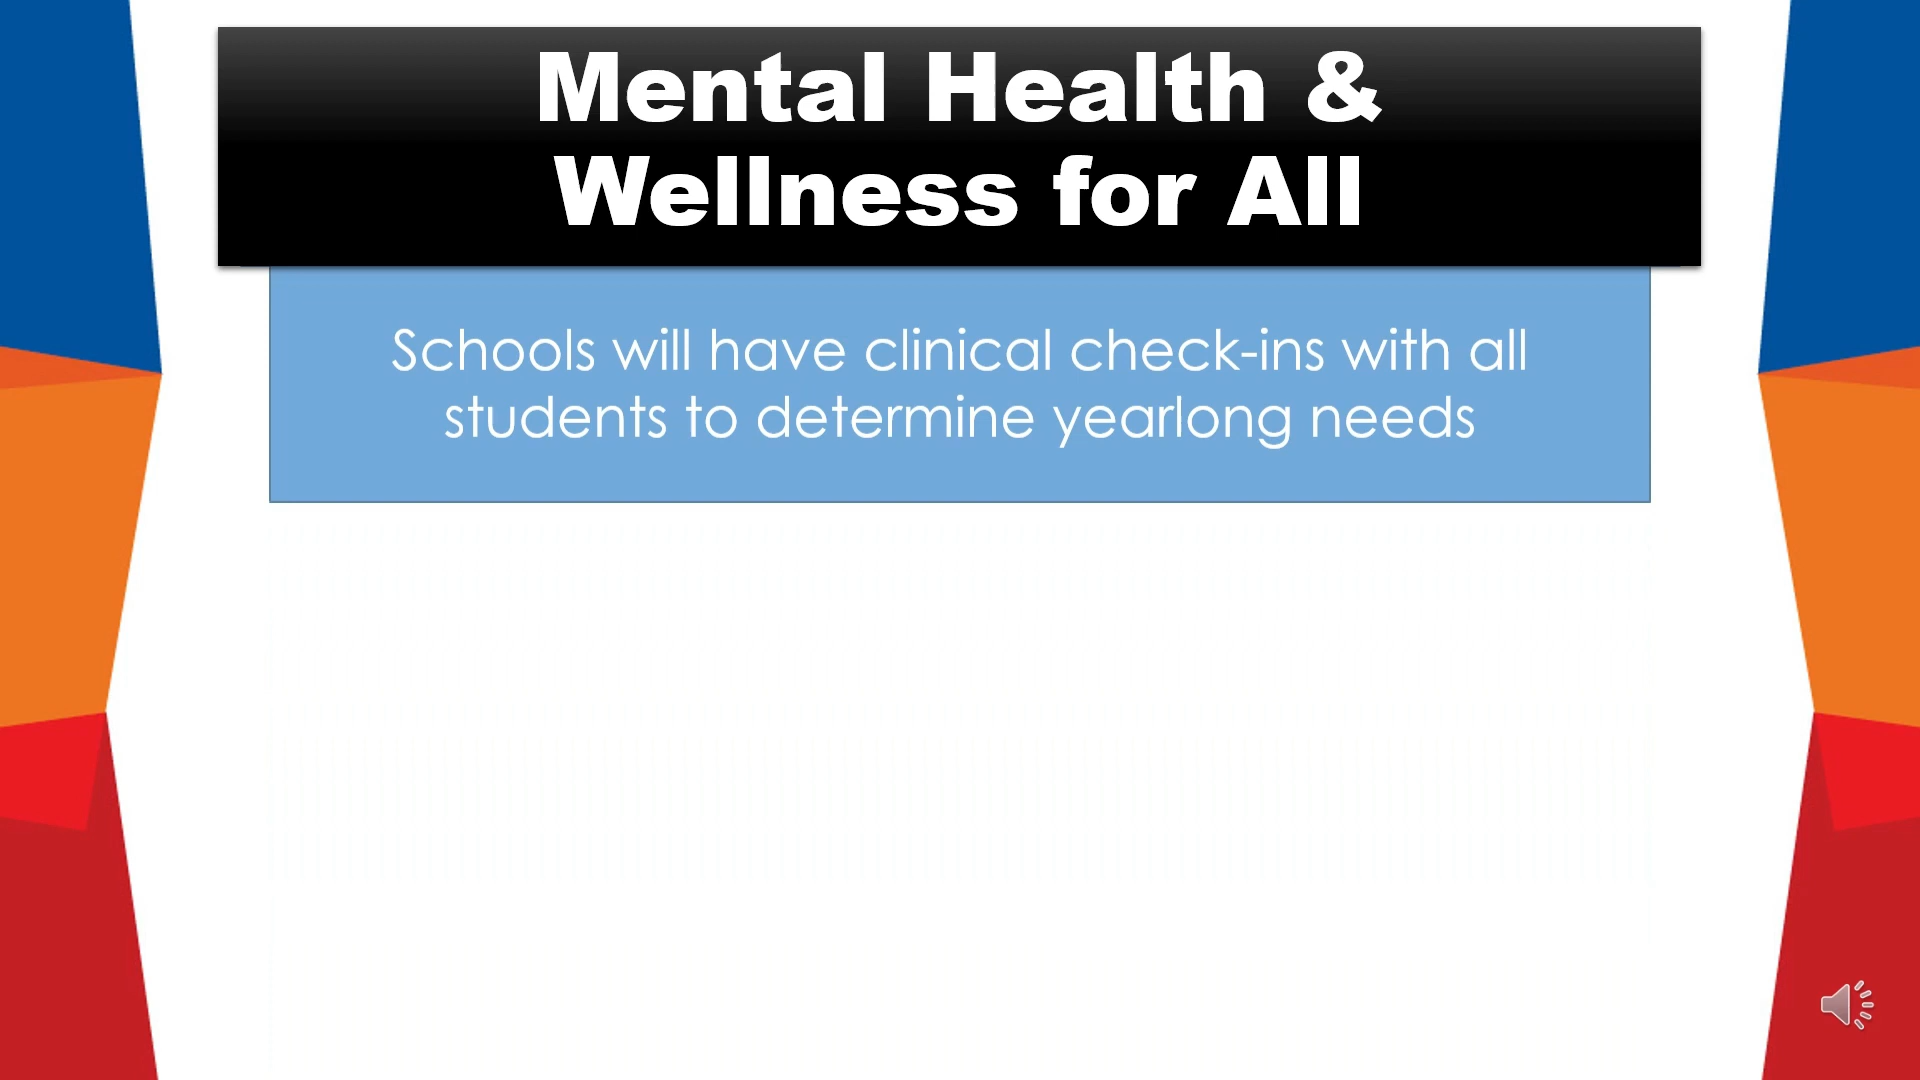 Mental Health &
Wellness for All
Schools will have clinical check-ins with all
students to determine yearlong needs